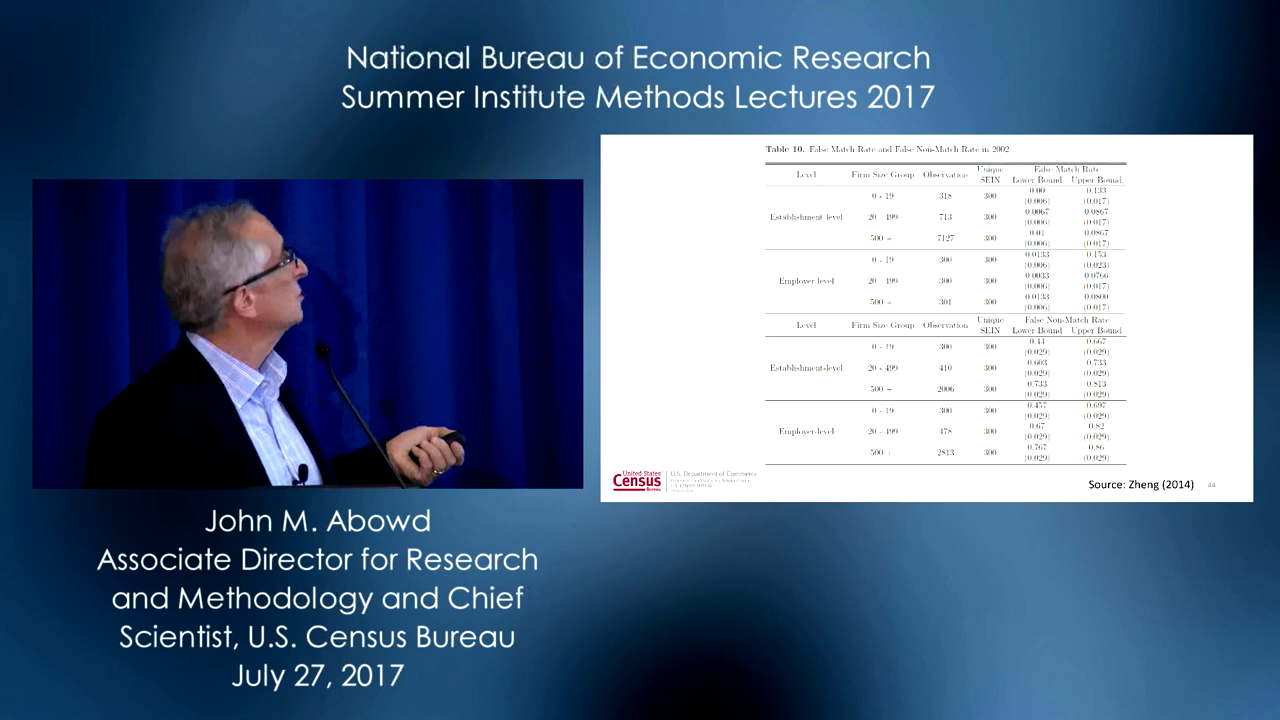 National Bureau of Economic Research
Summer Institute Methods Lectures 2017
Table 10. False Match Rate and False Non-Match Rate in 2002
Level Firm Size Group Observation Unique SEIN False Match Rate
Lower Bound Upper Bound
0 - 19 318 300 0.00 0.133
(0.006) (0.017)
Establishment-level 20 - 499 713 300 0.0067 0.0867
(0.006) (0.017)
500 + 7127 300 0.01 0.0867
(0.006) (0.017)
0 - 19 300 300 0.0133 0.153
(0.006) (0.023)
Employer-level 20 - 499 300 300 0.0033 0.0766
(0.006) (0.017)
500 + 301 300 0.0133 0.0800
(0.006) (0.017)
Level Firm Size Group Observation Unique SEIN False Non-Match Rate
Lower Bound Upper Bound
0 - 19 300 300 0.44 0.667
(0.029) (0.029)
Establishment-level 20 - 499 410 300 0.603 0.733
(0.029) (0.029)
500 + 2006 300 0.733 0.813
(0.029) (0.029)
0 - 19 300 300 0.457 0.697
(0.029) (0.029)
Employer-level 20 - 499 478 300 0.67 0.82
(0.029) (0.029)
500 + 2813 300 0.767 0.86
(0.029) (0.029)
United States
Census
Bureau
U.S. Department of Commerce
Source: Zheng (2014) 44
John M. Abowd
Associate Director for Research
and Methodology and Chief
Scientist, U.S. Census Bureau
July 27, 2017